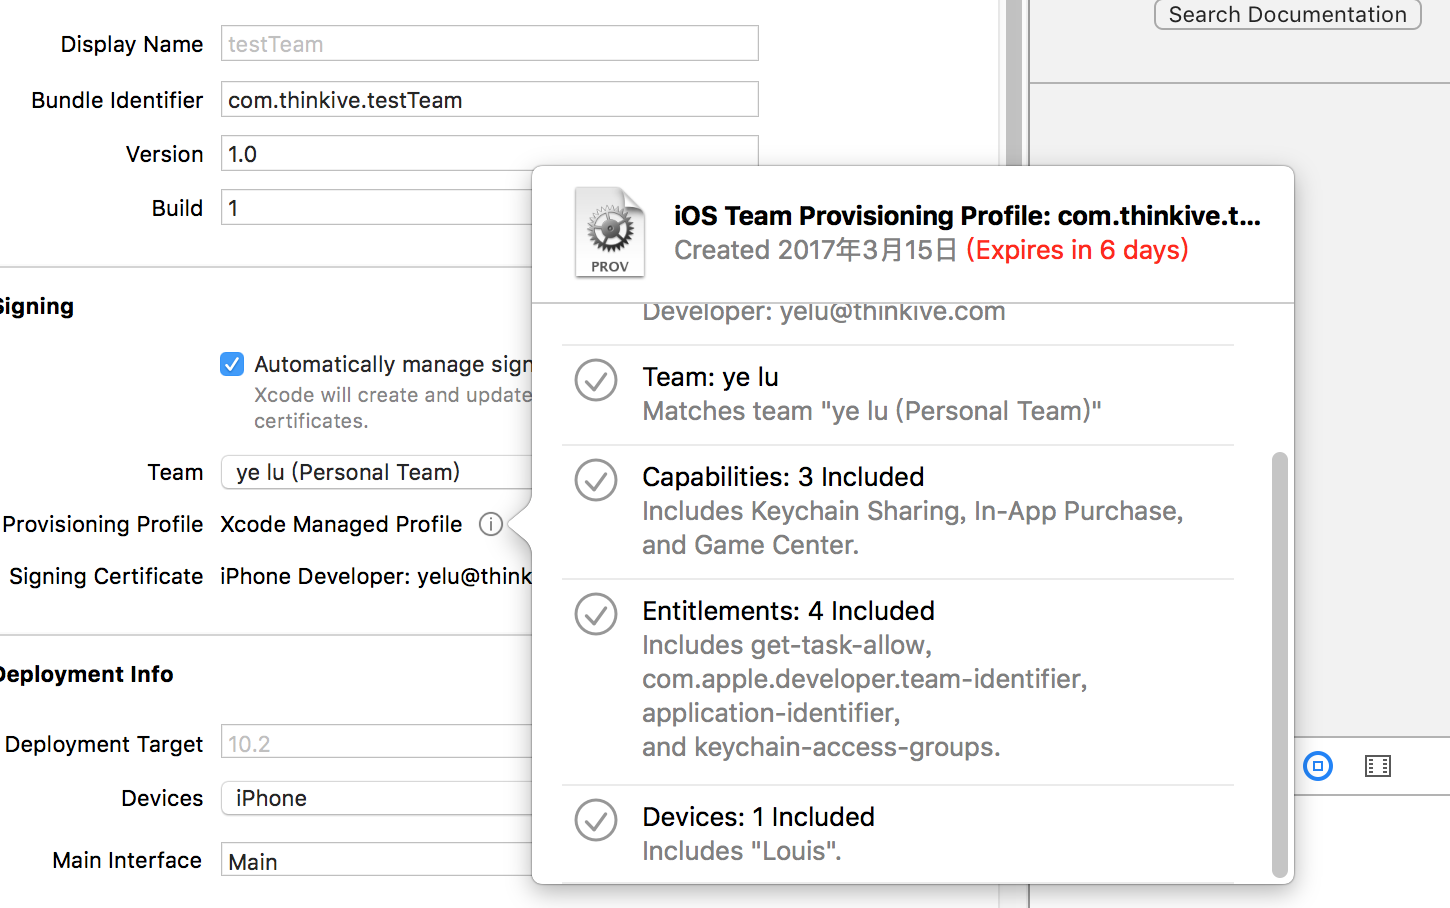 Search Documentation
Display Name testTeam
Bundle Identifier com.thinkive.testTeam
Version 1.0
Build 1
Signing
Automatically manage sign
Xcode will create and update
certificates.
Team ye lu (Personal Team)
Provisioning Profile Xcode Managed Profile
Signing Certificate iPhone Developer: yelu@think
Deployment Info
Deployment Target 10.2
Devices iPhone
Main Interface Main
PROV
iOS Team Provisioning Profile: com.thinkive.t...
Created 2017年3月15日 (Expires in 6 days)
Developer: yelu@thinkive.com
Team: ye lu
Matches team "ye lu (Personal Team)"
Capabilities: 3 Included
Includes Keychain Sharing, In-App Purchase,
and Game Center.
Entitlements: 4 Included
Includes get-task-allow,
com.apple.developer.team-identifier,
application-identifier,
and keychain-access-groups.
Devices: 1 Included
Includes "Louis".